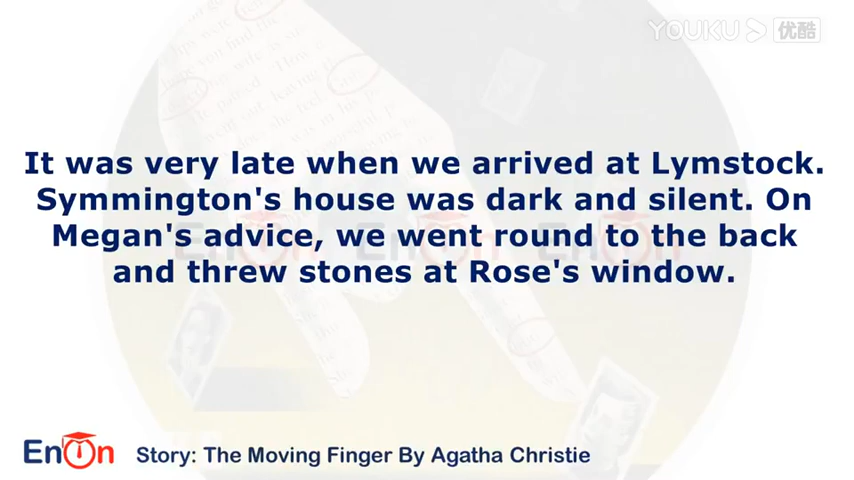 YOUKU 优酷
It was very late when we arrived at Lymstock.
Symmington's house was dark and silent. On
Megan's advice, we went round to the back
and threw stones at Rose's window.
EnOn
Story: The Moving Finger By Agatha Christie